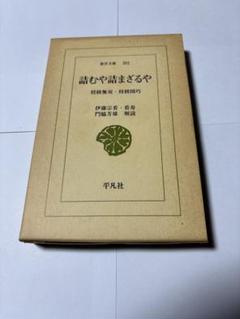 東洋文庫 282
詰むや詰まざるや
将棋無双・将棋図巧
伊藤宗看・看寿
門脇芳雄 解説
平凡社